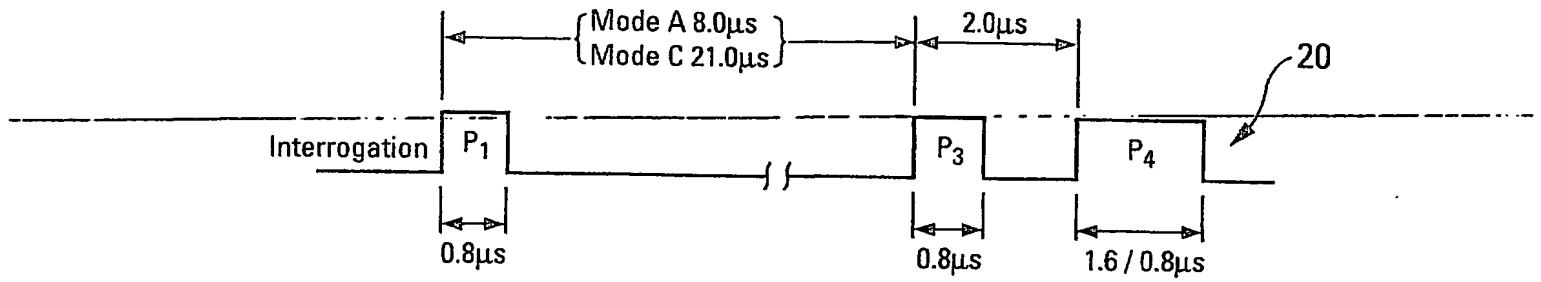 Mode A 8.0μs
Mode C 21.0μs
2.0μs
20
Interrogation
P1
P3
P4
0.8μs
0.8μs
1.6 / 0.8μs